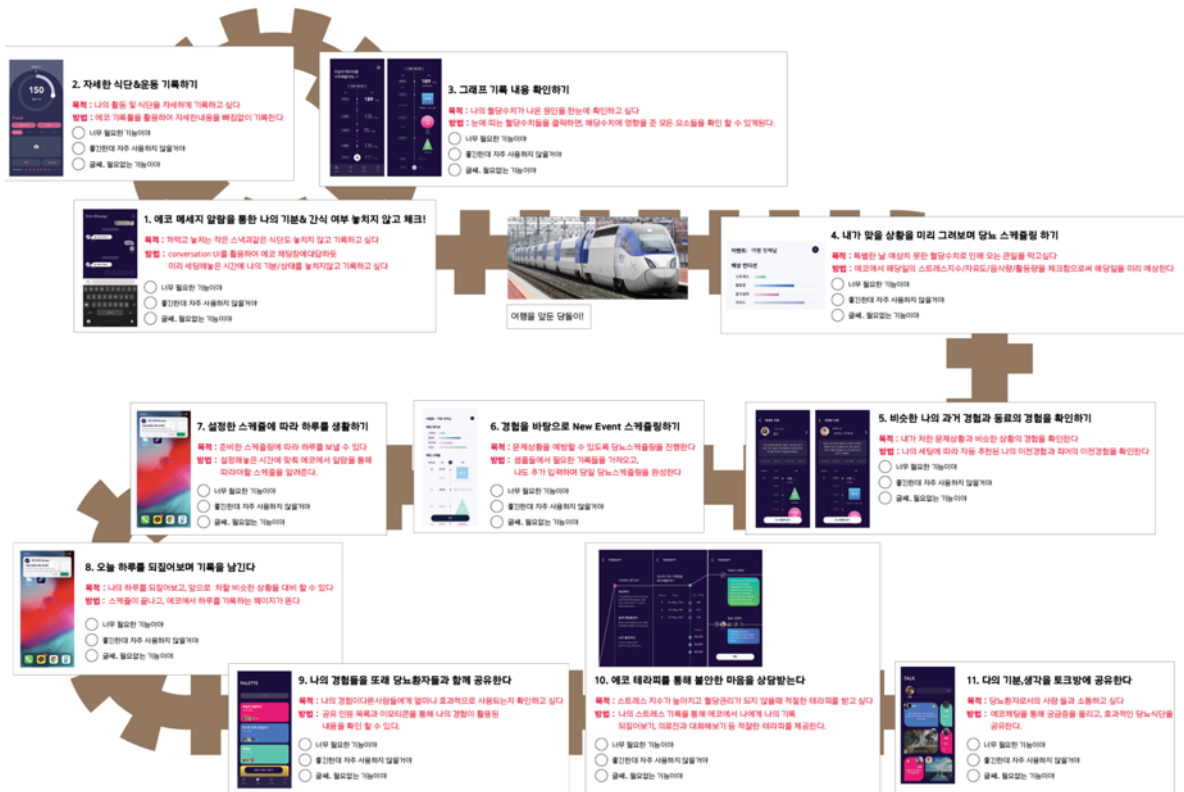 1. 에코 메세지 알람을 통한 나의 기분& 간식 여부 놓치지 않고 체크!
목적 : 까먹고 놓치는 작은 스낵과같은 식단도 놓치지 않고 기록하고 싶다
방법 : conversation UI를 활용하여 에코 채팅창에대답하듯
미리 세팅해놓은 시간에 나의 기분/상태를 놓치지않고 기록하고 싶다
너무 필요한 기능이야
좋긴한데 자주 사용하지 않을거야
글쎄.. 필요없는 기능이야
2. 자세한 식단&운동 기록하기
목적 : 나의 활동 및 식단을 자세하게 기록하고 싶다
방법 : 에코 기록툴을 활용하여 자세한내용을 빠짐없이 기록한다
너무 필요한 기능이야
좋긴한데 자주 사용하지 않을거야
글쎄.. 필요없는 기능이야
150
3. 그래프 기록 내용 확인하기
목적 : 나의 혈당수치가 나온 원인을 한눈에 확인하고 싶다
방법 : 눈에 띠는 혈당수치들을 클릭하면, 해당수치에 영향을 준 모든 요소들을 확인 할 수 있게된다.
너무 필요한 기능이야
좋긴한데 자주 사용하지 않을거야
글쎄.. 필요없는 기능이야
189
여행을 앞둔 당돌이!
4. 내가 맞을 상황을 미리 그려보며 당뇨 스케쥴링 하기
목적 : 특별한 날 예상치 못한 혈당수치로 인해 오는 관일을 막고싶다
방법 : 에코에서 해당일의 스트레스지수/자유도/음식량/활동량을 체크함으로써 해당일을 미리 예상한다
너무 필요한 기능이야
좋긴한데 자주 사용하지 않을거야
글쎄.. 필요없는 기능이야
이벤트: 여행 첫째날
예상 컨디션
스트레스
활동량
음식섭취
자유도
5. 비슷한 나의 과거 경험과 동료의 경험을 확인하기
목적 : 내가 처한 문제상황과 비슷한 상황의 경험을 확인한다
방법 : 나의 세팅에 따라 자동 추천된 나의 이전경험과 피어의 이전경험을 확인한다
너무 필요한 기능이야
좋긴한데 자주 사용하지 않을거야
글쎄.. 필요없는 기능이야
6. 경험을 바탕으로 New Event 스케쥴링하기
목적 : 문제상황을 예방할 수 있도록 당뇨스케쥴링을 진행한다
방법 : 샘플들에서 필요한 기록들을 가져오고,
나도 추가 입력하며 당일 당뇨스케쥴링을 완성한다
너무 필요한 기능이야
좋긴한데 자주 사용하지 않을거야
글쎄.. 필요없는 기능이야
7. 설정한 스케쥴에 따라 하루를 생활하기
목적 : 준비한 스케쥴링에 따라 하루를 보낼 수 있다
방법 : 설정해놓은 시간에 맞춰 에코에서 알람을 통해
따라야할 스케쥴을 알려준다.
너무 필요한 기능이야
좋긴한데 자주 사용하지 않을거야
글쎄.. 필요없는 기능이야
8. 오늘 하루를 되짚어보며 기록을 남긴다
목적 : 나의 하루를 되짚어보고, 앞으로 처할 비슷한 상황을 대비 할 수 있다
방법 : 스케쥴이 끝나고, 에코에서 하루를 기록하는 페이지가 뜬다
너무 필요한 기능이야
좋긴한데 자주 사용하지 않을거야
글쎄.. 필요없는 기능이야
9. 나의 경험들을 또래 당뇨환자들과 함께 공유한다
목적 : 나의 경험이다른사람들에게 얼마나 효과적으로 사용되는지 확인하고 싶다
방법 : 공유 인원 목록과 이모티콘을 통해 나의 경험이 활용된
내용을 확인 할 수 있다.
너무 필요한 기능이야
좋긴한데 자주 사용하지 않을거야
글쎄.. 필요없는 기능이야
PALETTE
10. 에코 테라피를 통해 불안한 마음을 상담받는다
목적 : 스트레스 지수가 높아지고 혈당관리가 되지 않을때 적절한 테라피를 받고 싶다
방법 : 나의 스트레스 기록을 통해 에코에서 나에게 나의 기록
되짚어보기, 의료진과 대화해보기 등 적절한 테라피를 제공한다.
너무 필요한 기능이야
좋긴한데 자주 사용하지 않을거야
글쎄.. 필요없는 기능이야
11. 다의 기분,생각을 토크방에 공유한다
목적 : 당뇨환자로서의 사람 들과 소통하고 싶다
방법 : 에코채팅을 통해 궁금증을 올리고, 효과적인 당뇨식단을
공유한다.
너무 필요한 기능이야
좋긴한데 자주 사용하지 않을거야
글쎄.. 필요없는 기능이야
TALK